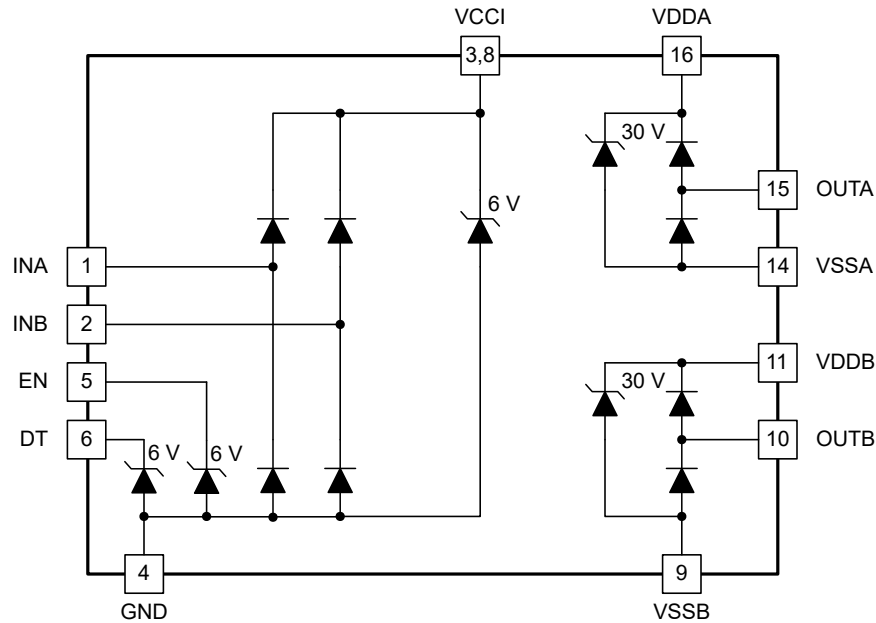 VCCI
VDDA
3,8
16
30 V
15
OUTA
6 V
INA
1
14
VSSA
INB
2
11
VDDB
EN
5
30 V
DT
6
10
OUTB
6 V
6 V
4
9
GND
VSSB